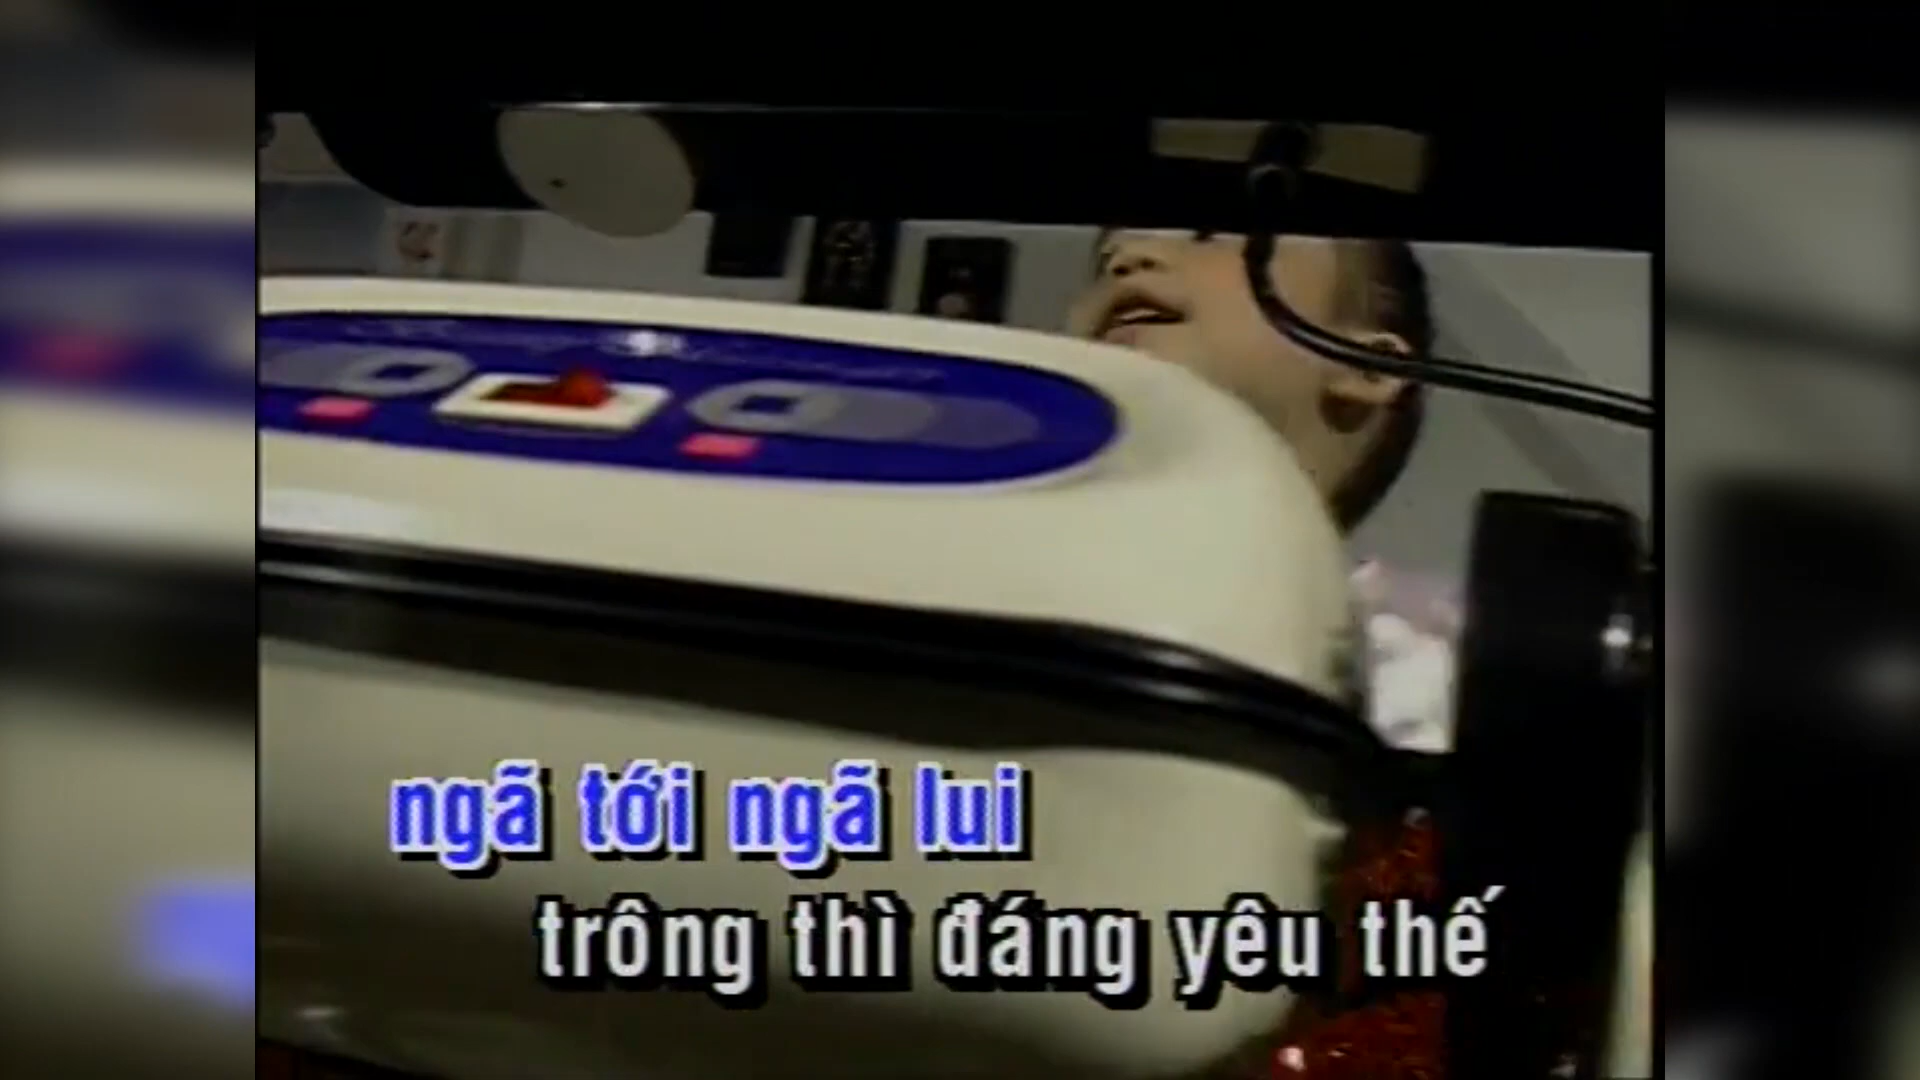 ngã tới ngã lui
trông thì đáng yêu thế